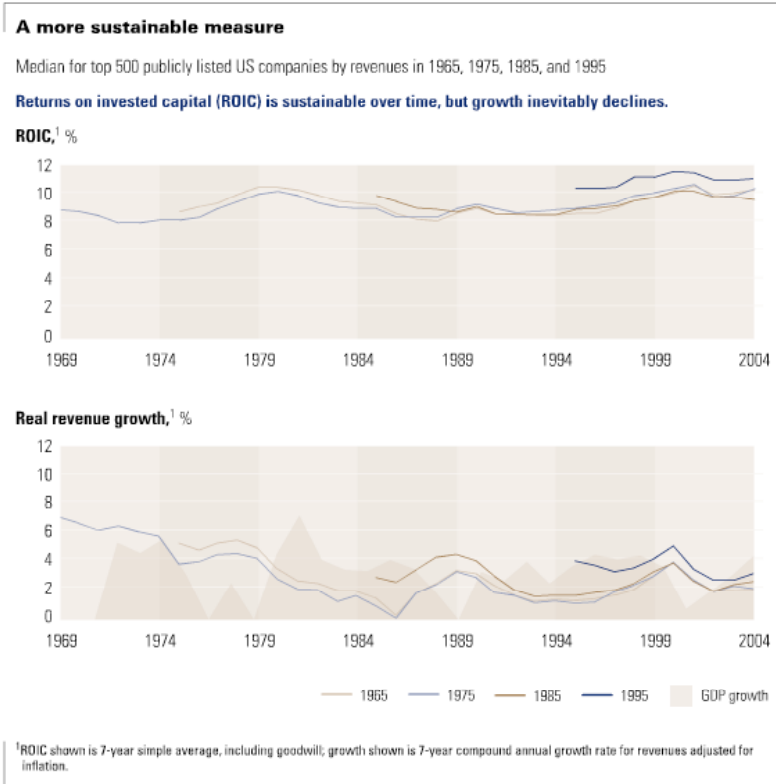 A more sustainable measure
Median for top 500 publicly listed US companies by revenues in 1965, 1975, 1985, and 1995
Returns on invested capital (ROIC) is sustainable over time, but growth inevitably declines.
ROIC,¹ %
12
10
8
6
4
2
0
1969 1974 1979 1984 1989 1994 1999 2004
Real revenue growth,¹ %
12
10
8
6
4
2
0
1969 1974 1979 1984 1989 1994 1999 2004
1965 1975 1985 1995 GDP growth
¹ROIC shown is 7-year simple average, including goodwill; growth shown is 7-year compound annual growth rate for revenues adjusted for
inflation.